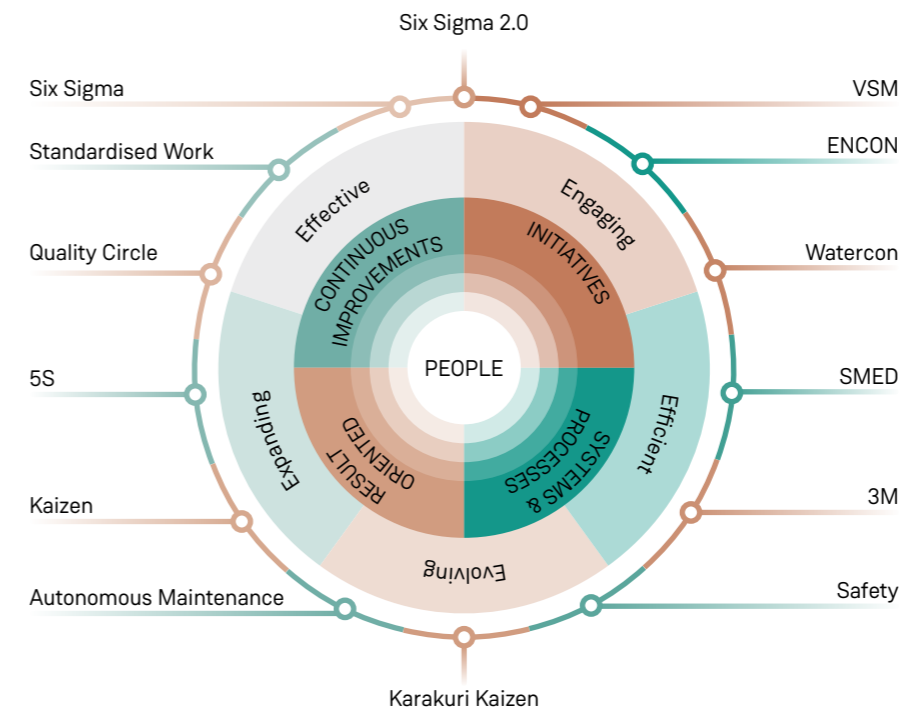 Six Sigma 2.0
Six Sigma
VSM
Standardised Work
ENCON
Quality Circle
Watercon
5S
SMED
Kaizen
3M
Autonomous Maintenance
Safety
Karakuri Kaizen
Effective
Engaging
Efficient
Evolving
Expanding
CONTINUOUS
IMPROVEMENTS
INITIATIVES
SYSTEMS &
PROCESSES
RESULT
ORIENTED
PEOPLE